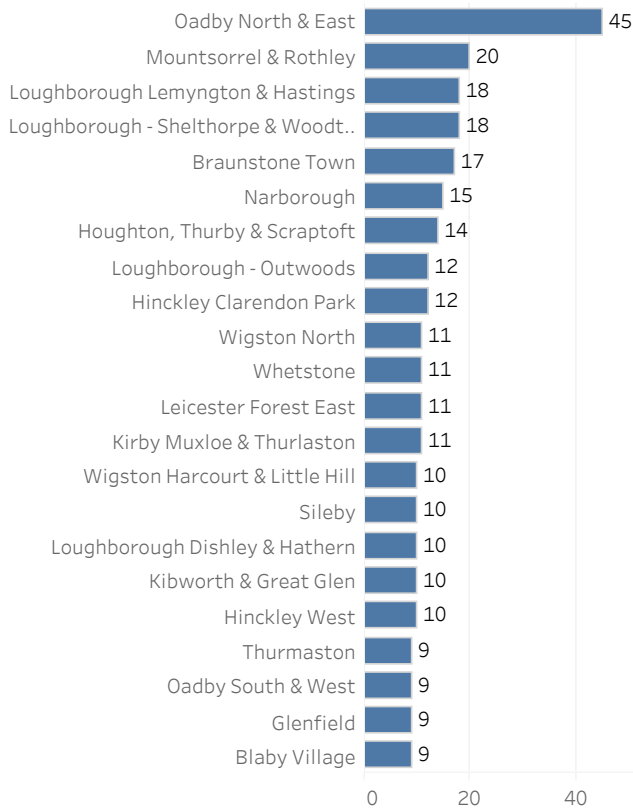 Oadby North & East 45
Mountsorrel & Rothley 20
Loughborough Lemyngton & Hastings 18
Loughborough - Shelthorpe & Woodt.. 18
Braunstone Town 17
Narborough 15
Houghton, Thurby & Scraptoft 14
Loughborough - Outwoods 12
Hinckley Clarendon Park 12
Wigston North 11
Whetstone 11
Leicester Forest East 11
Kirby Muxloe & Thurlaston 11
Wigston Harcourt & Little Hill 10
Sileby 10
Loughborough Dishley & Hathern 10
Kibworth & Great Glen 10
Hinckley West 10
Thurmaston 9
Oadby South & West 9
Glenfield 9
Blaby Village 9
0 20 40